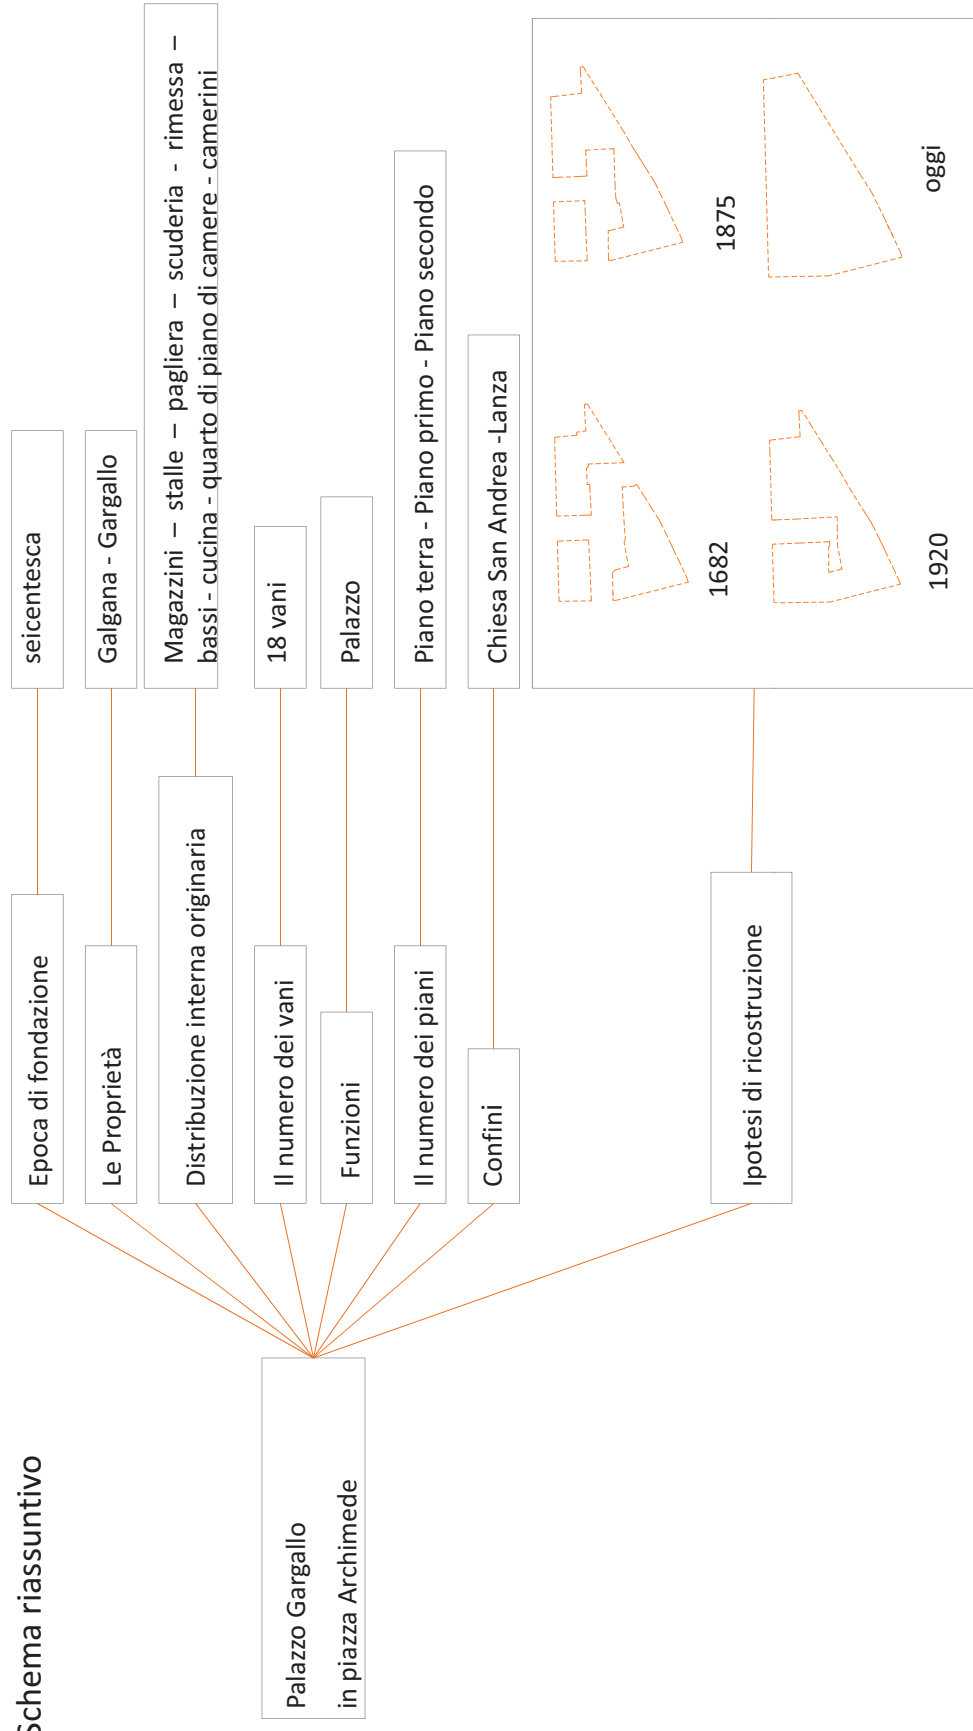 Schema riassuntivo
Palazzo Gargallo
in piazza Archimede
Epoca di fondazione
seicentesca
Le Proprietà
Galgana - Gargallo
Distribuzione interna originaria
Magazzini – stalle – pagliera – scuderia - rimessa –
bassi - cucina - quarto di piano di camere - camerini
Il numero dei vani
18 vani
Funzioni
Palazzo
Il numero dei piani
Piano terra - Piano primo - Piano secondo
Confini
Chiesa San Andrea -Lanza
Ipotesi di ricostruzione
1682
1875
1920
oggi